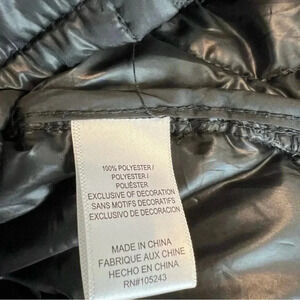 100% POLYESTER/
POLYESTER/
POLIÉSTER
EXCLUSIVE OF DECORATION
SANS MOTIFS DECORATIFS
EXCLUSIVO DE DECORACION
MADE IN CHINA
FABRIQUE AUX CHINE
HECHO EN CHINA
RN#105243